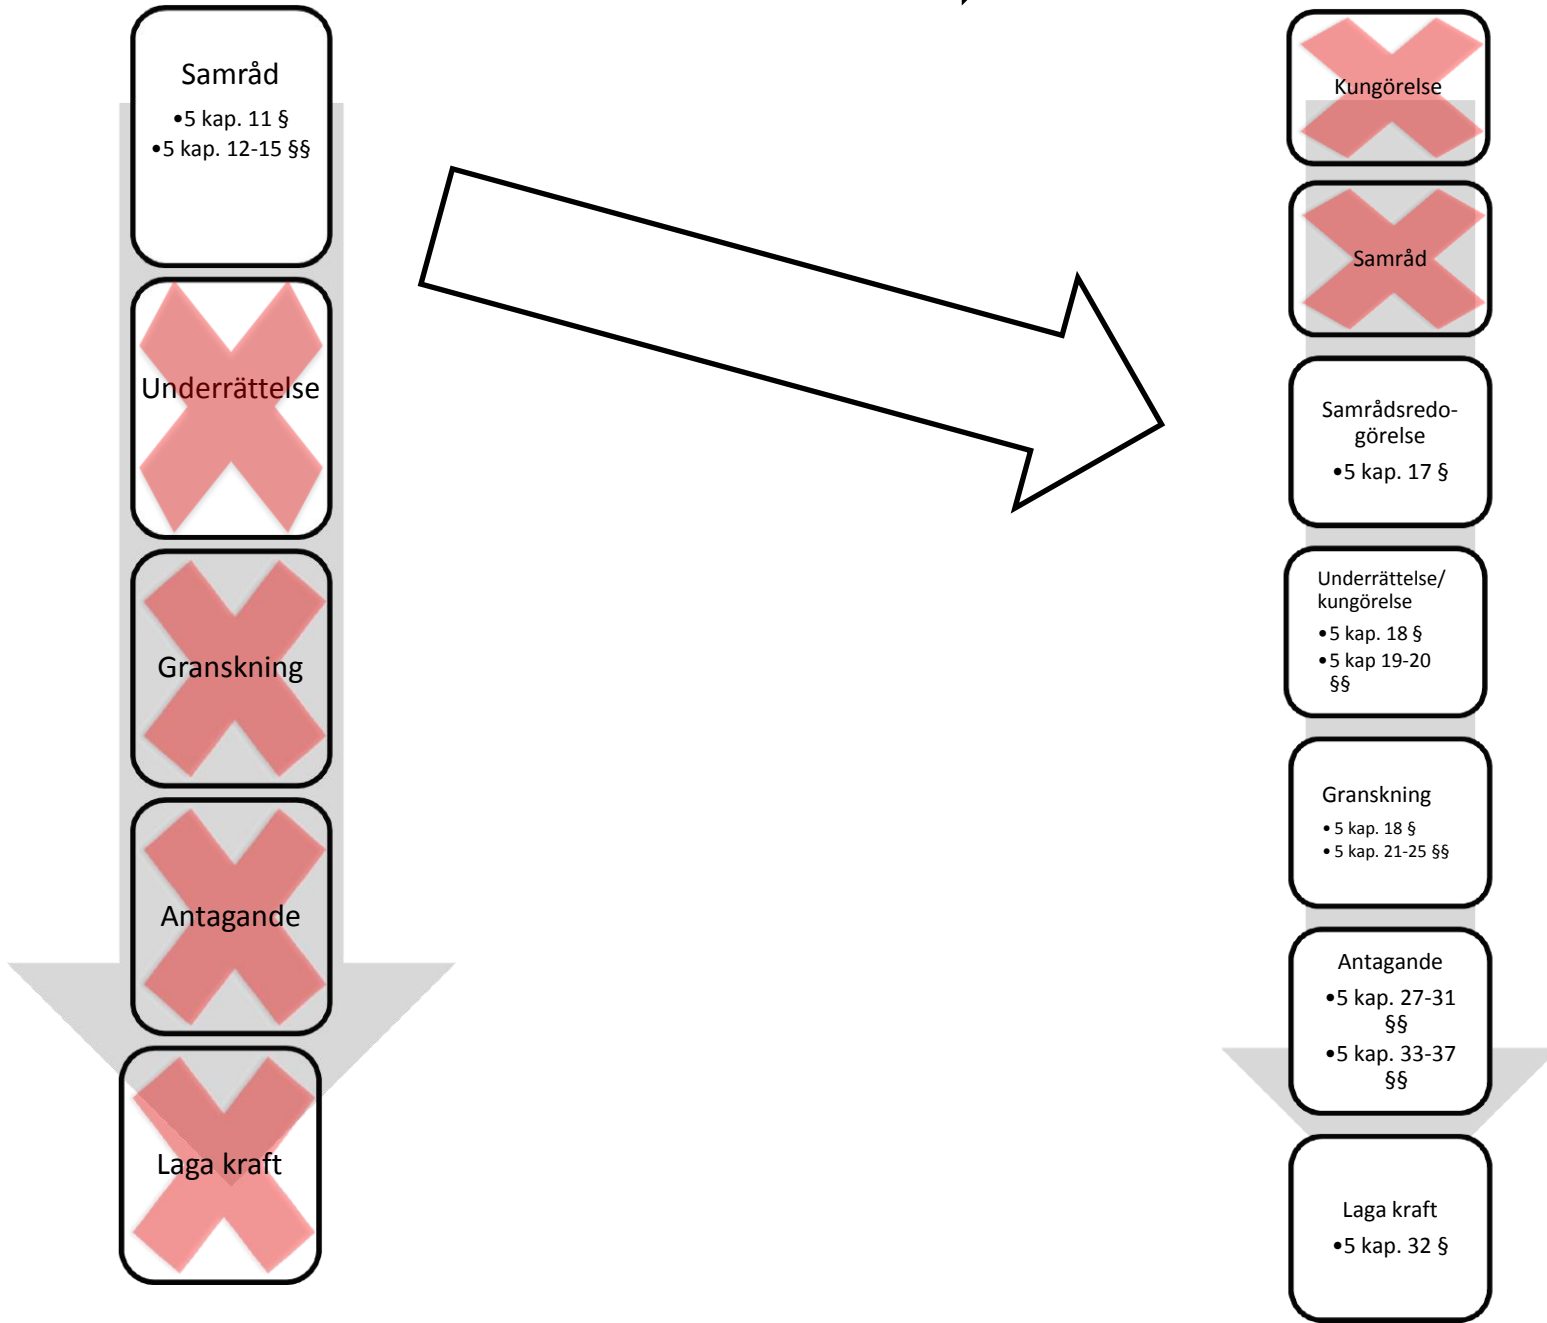 Samråd
•5 kap. 11 §
•5 kap. 12-15 §§
Underrättelse
Granskning
Antagande
Laga kraft
Kungörelse
Samråd
Samrådsredo-
görelse
•5 kap. 17 §
Underrättelse/
kungörelse
•5 kap. 18 §
•5 kap 19-20
§§
Granskning
•5 kap. 18 §
•5 kap. 21-25 §§
Antagande
•5 kap. 27-31
§§
•5 kap. 33-37
§§
Laga kraft
•5 kap. 32 §